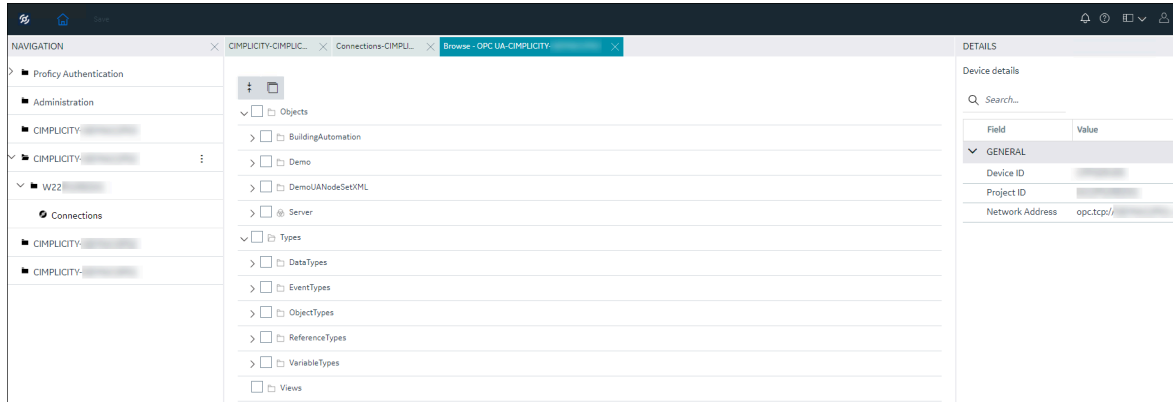 Save
NAVIGATION
CIMPLICITY-CIMPLIC...
Connections-CIMPLI...
Browse - OPC UA-CIMPLICITY-
DETAILS
Proficy Authentication
Administration
CIMPLICITY-
CIMPLICITY-
W22
Connections
CIMPLICITY-
CIMPLICITY-
Objects
BuildingAutomation
Demo
DemoUANodeSetXML
Server
Types
DataTypes
EventTypes
ObjectTypes
ReferenceTypes
VariableTypes
Views
Device details
Search...
Field Value
GENERAL
Device ID
Project ID
Network Address opc.tcp://